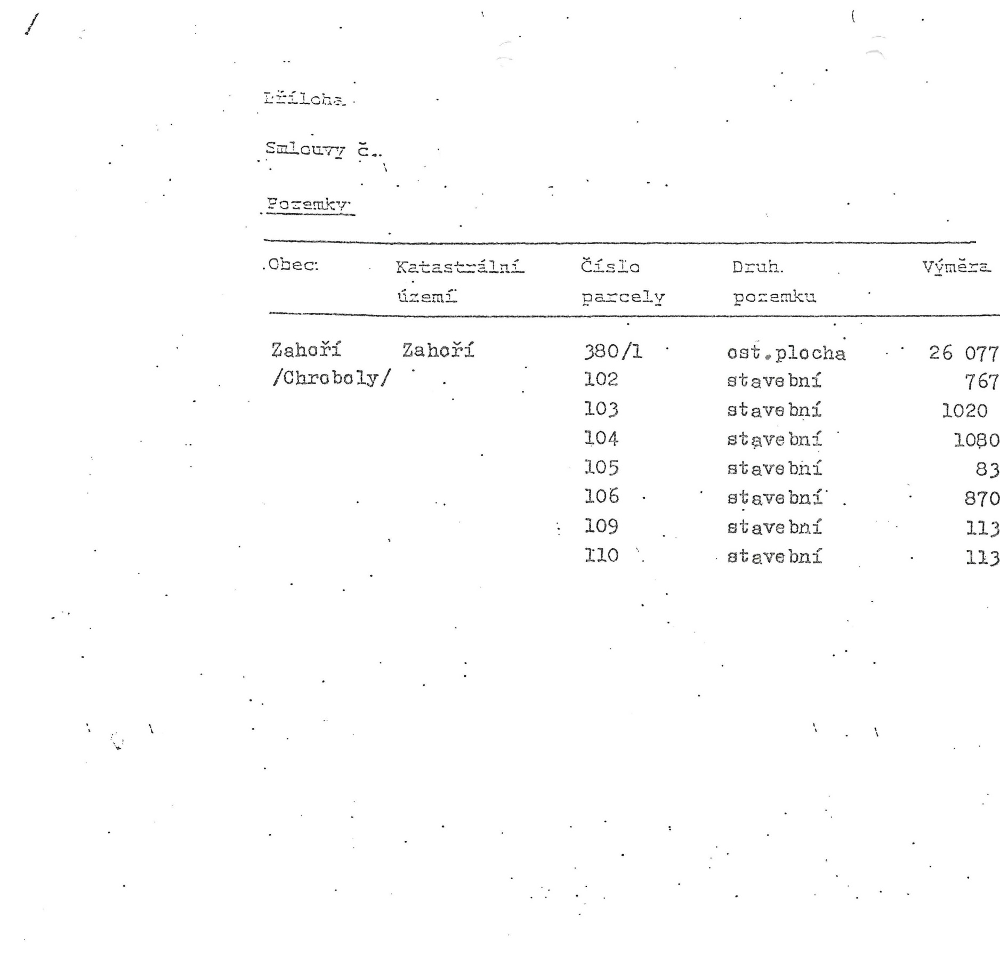 Příloha
Smlouvy č.
Pozemky
Obec Katastrální Číslo Druh Výměra
území parcely pozemku
Zahoří Zahoří 380/1 ost.plocha 26 077
/Chroboly/ 102 stavební 767
103 stavební 1020
104 stavební 1080
105 stavební 83
106 stavební 870
109 stavební 113
110 stavební 113